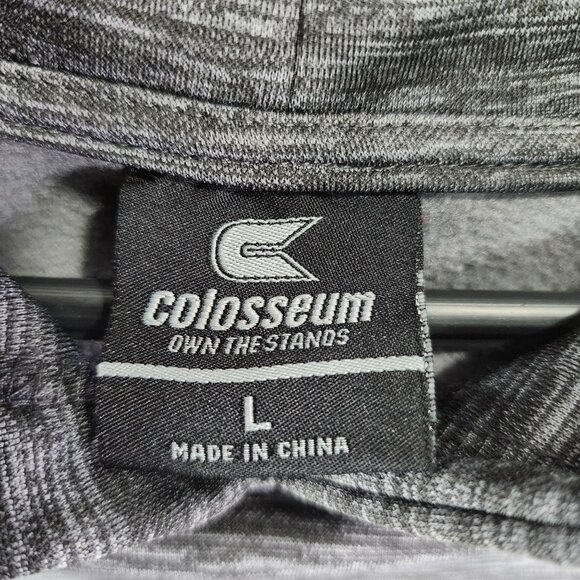 COLOSSEUM
OWN THE STANDS
L
MADE IN CHINA